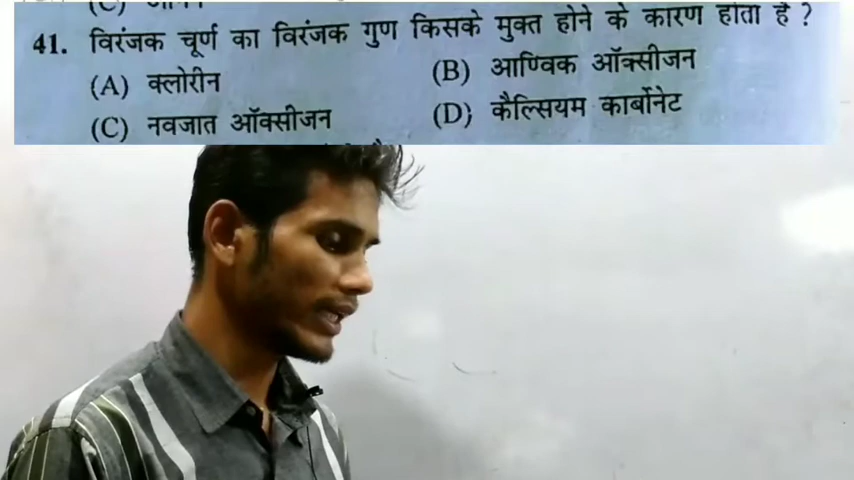 41. विरंजक चूर्ण का विरंजक गुण किसके मुक्त होने के कारण होता है ?
(A) क्लोरीन (B) आण्विक ऑक्सीजन
(C) नवजात ऑक्सीजन (D) कैल्सियम कार्बोनेट